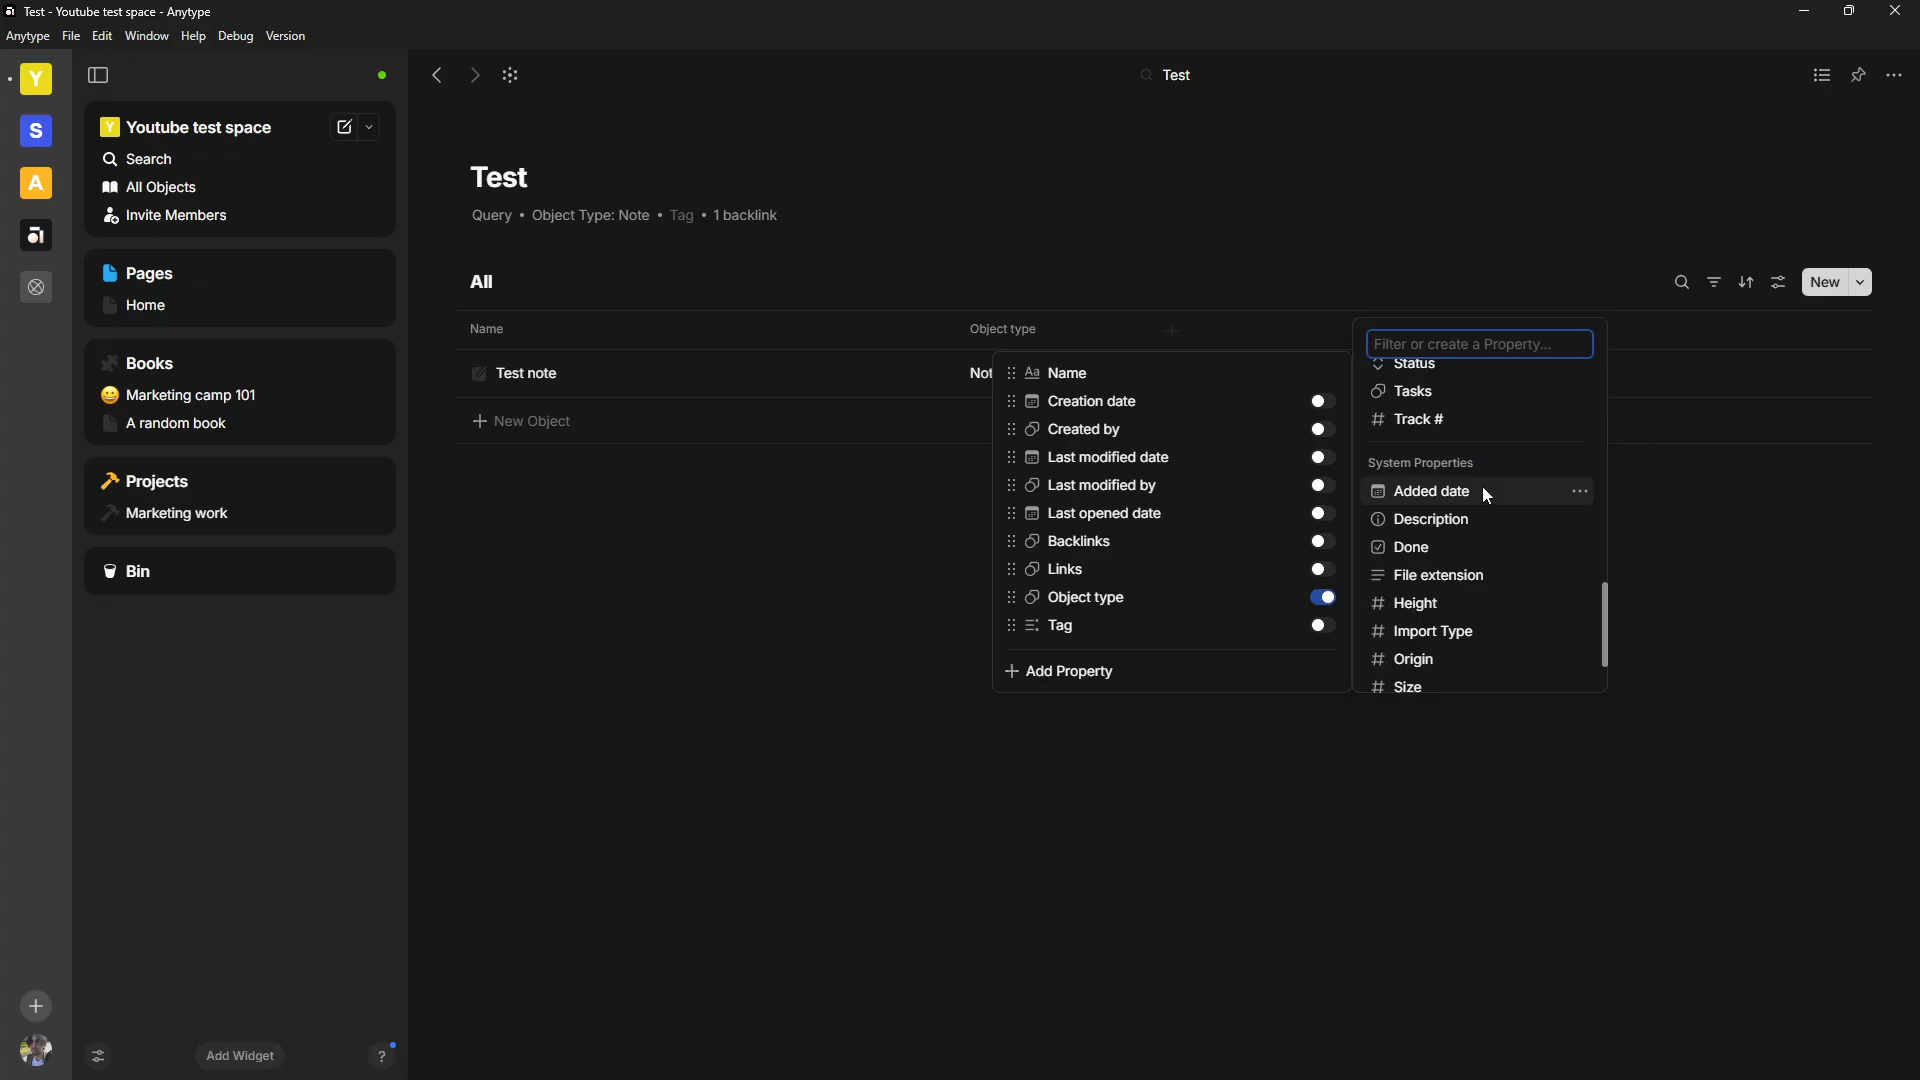 Test - Youtube test space - Anytype
Anytype File Edit Window Help Debug Version
Y
S
A
Youtube test space
Search
All Objects
Invite Members
Pages
Home
Books
Marketing camp 101
A random book
Projects
Marketing work
Bin
Add Widget
?
Test
Test
Query • Object Type: Note • Tag • 1 backlink
All
New
Name Object type
Test note Not
New Object
Aa Name
Creation date
Created by
Last modified date
Last modified by
Last opened date
Backlinks
Links
Object type
Tag
Add Property
Filter or create a Property...
Status
Tasks
# Track #
System Properties
Added date
Description
Done
File extension
# Height
# Import Type
# Origin
# Size